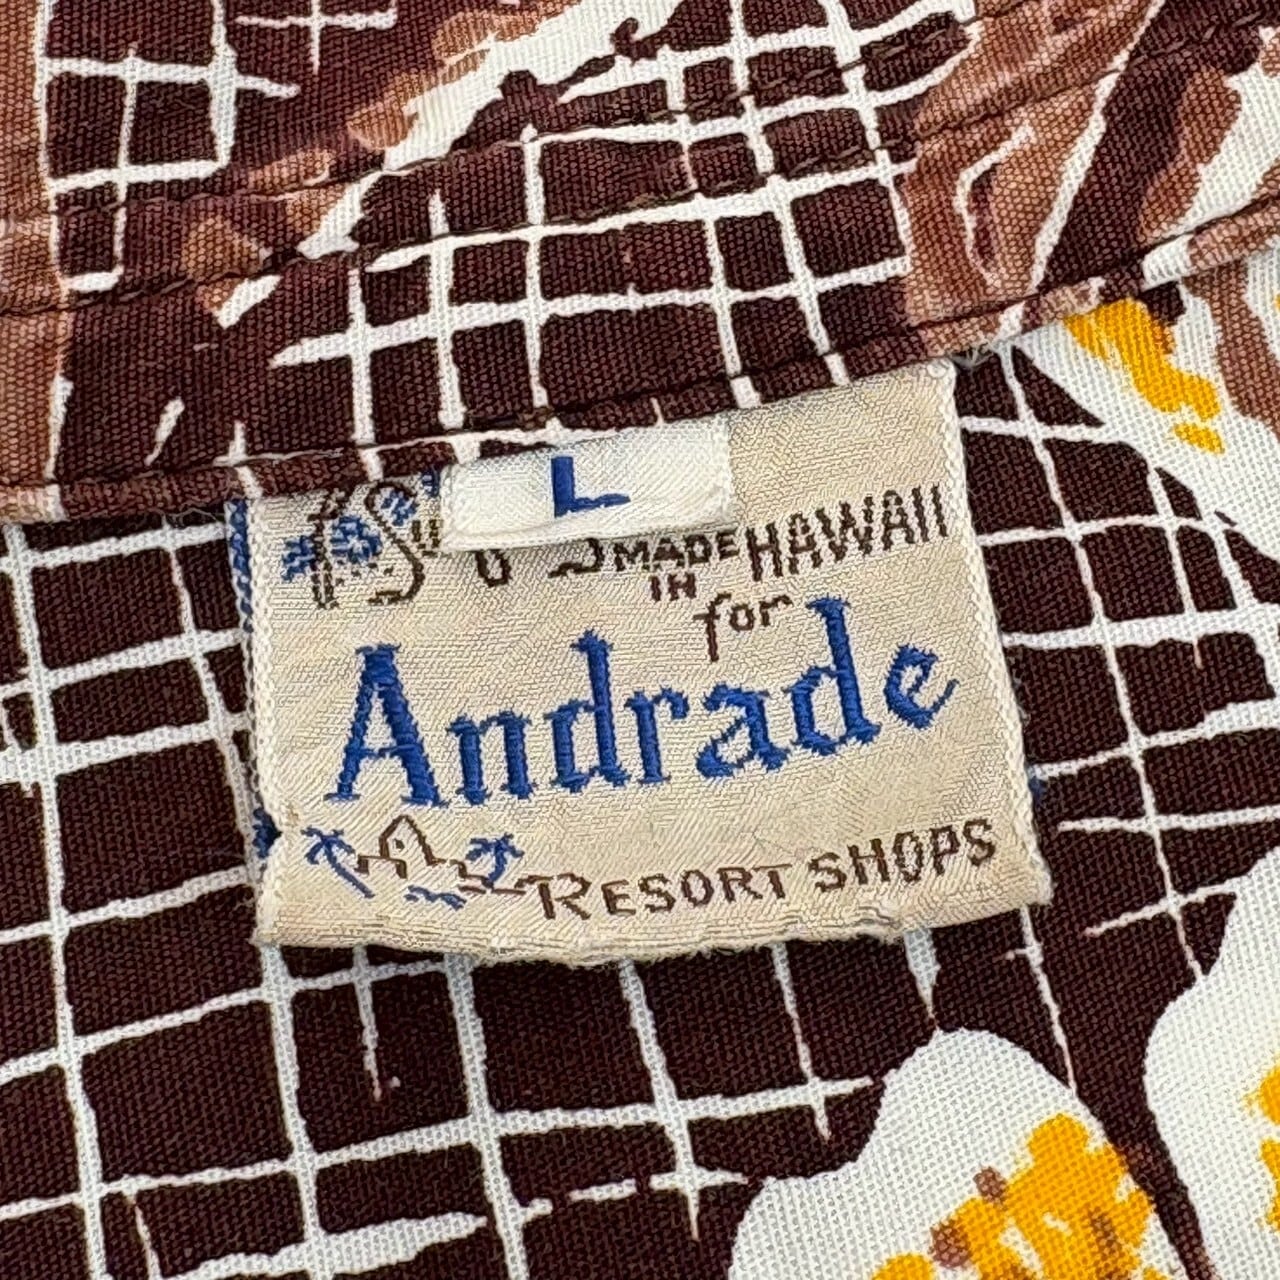 L
MADE IN HAWAII
for
Andrade
RESORT SHOPS